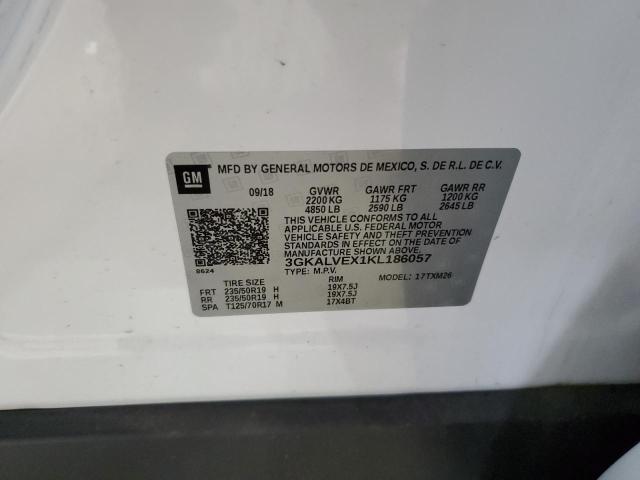 GM MFD BY GENERAL MOTORS DE MEXICO, S. DE R.L. DE C.V.
09/18 GVWR GAWR FRT GAWR RR
2200 KG 1175 KG 1200 KG
4850 LB 2590 LB 2645 LB
THIS VEHICLE CONFORMS TO ALL
APPLICABLE U.S. FEDERAL MOTOR
VEHICLE SAFETY AND THEFT PREVENTION
STANDARDS IN EFFECT ON THE DATE
OF MANUFACTURE SHOWN ABOVE.
3GKALVEX1KL186057
8624 TYPE: M.P.V. MODEL: 17TXM26
TIRE SIZE RIM
FRT 235/50R19 H 19X7.5J
RR 235/50R19 H 19X7.5J
SPA T125/70R17 M 17X4BT